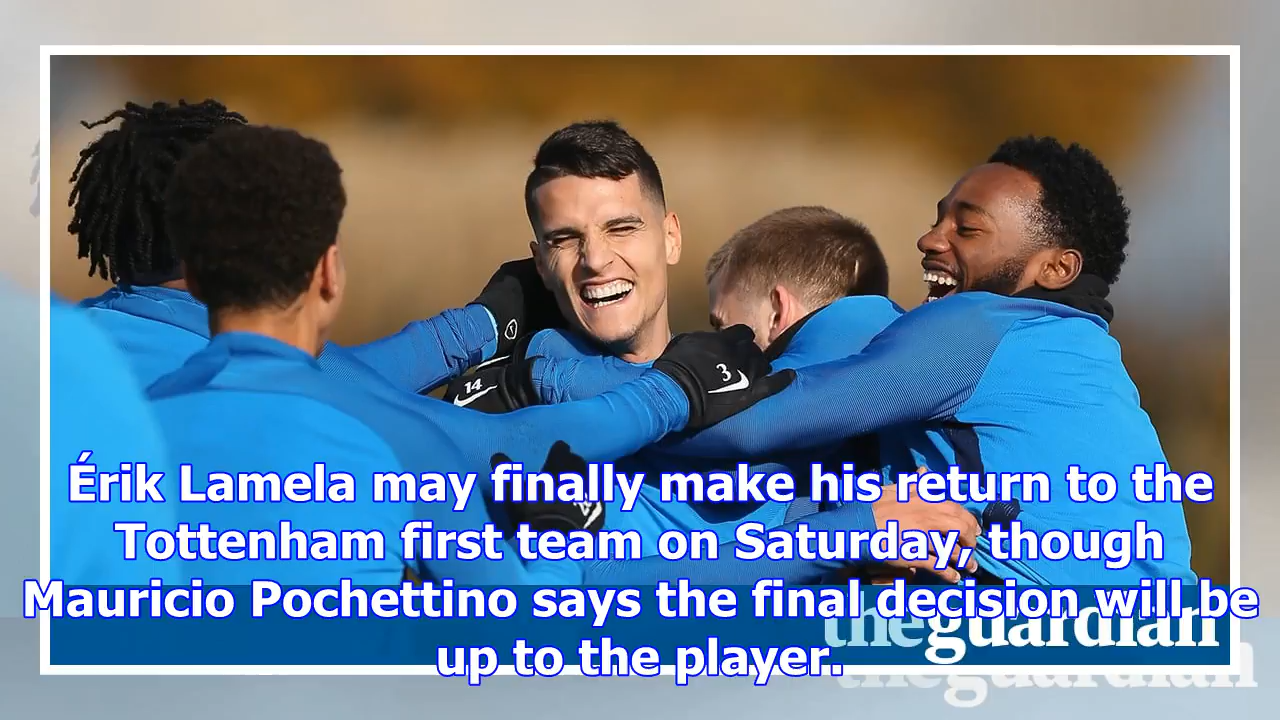 14
3
Érik Lamela may finally make his return to the
Tottenham first team on Saturday, though
Mauricio Pochettino says the final decision will be
up to the player.
theguardian
theguardian